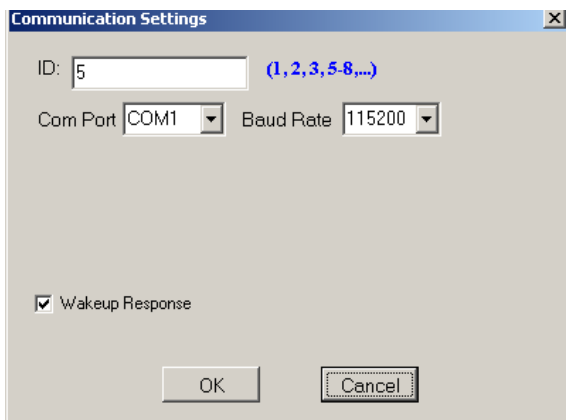 Communication Settings
ID: 5 (1, 2, 3, 5-8,...)
Com Port COM1 Baud Rate 115200
Wakeup Response
OK Cancel